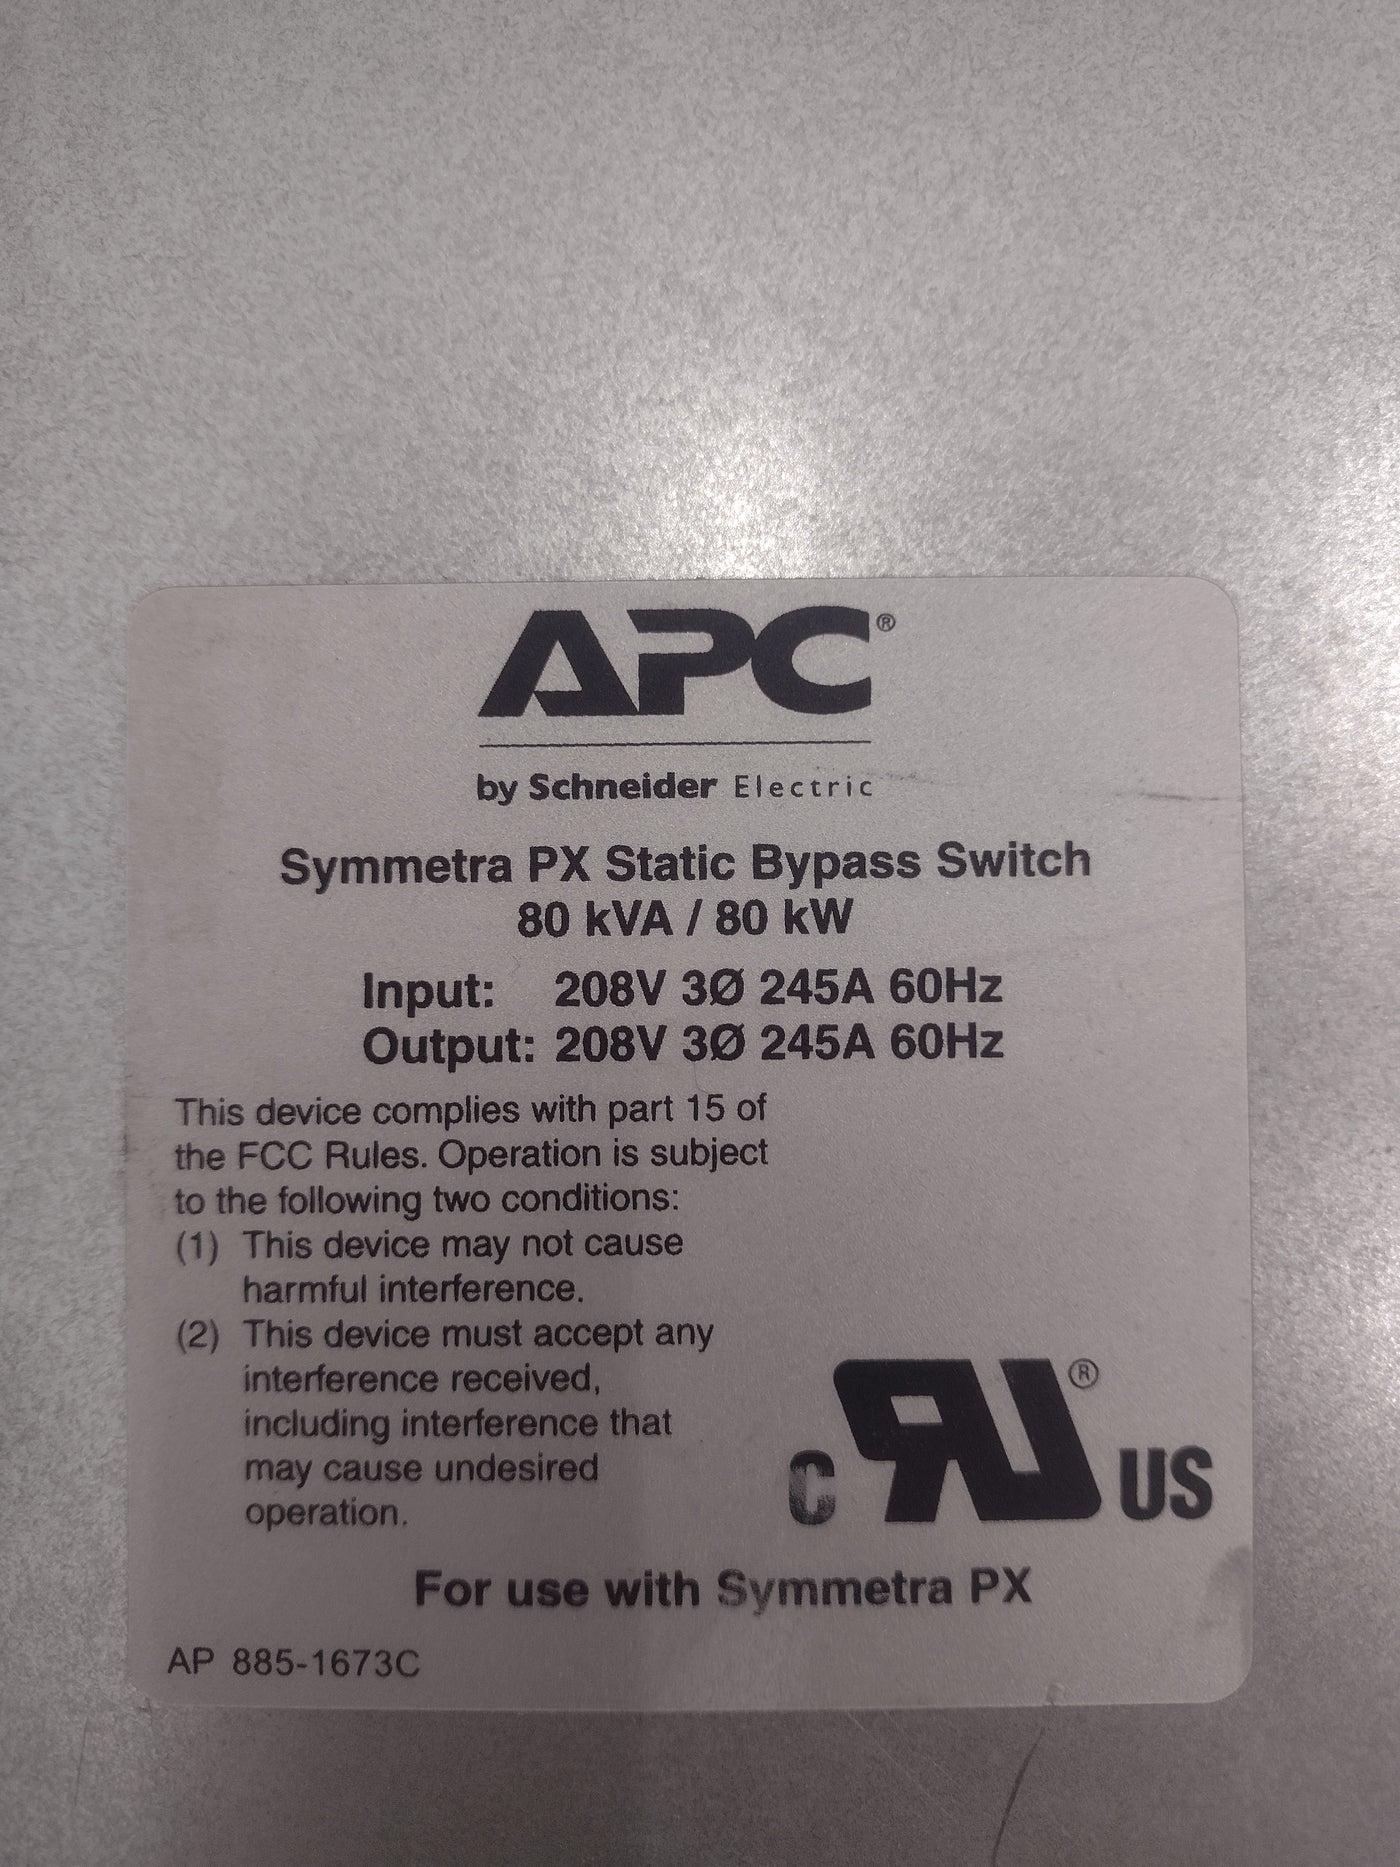 APC®
by Schneider Electric
Symmetra PX Static Bypass Switch
80 kVA / 80 kW
Input: 208V 3Ø 245A 60Hz
Output: 208V 3Ø 245A 60Hz
This device complies with part 15 of
the FCC Rules. Operation is subject
to the following two conditions:
(1) This device may not cause
harmful interference.
(2) This device must accept any
interference received,
including interference that
may cause undesired
operation.
C RU® US
For use with Symmetra PX
AP 885-1673C